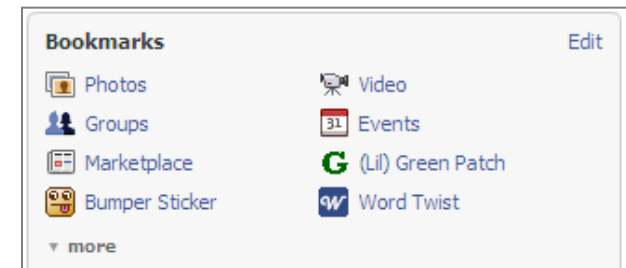 Bookmarks Edit
Photos Video
Groups 31 Events
Marketplace G (Lil) Green Patch
Bumper Sticker W Word Twist
more